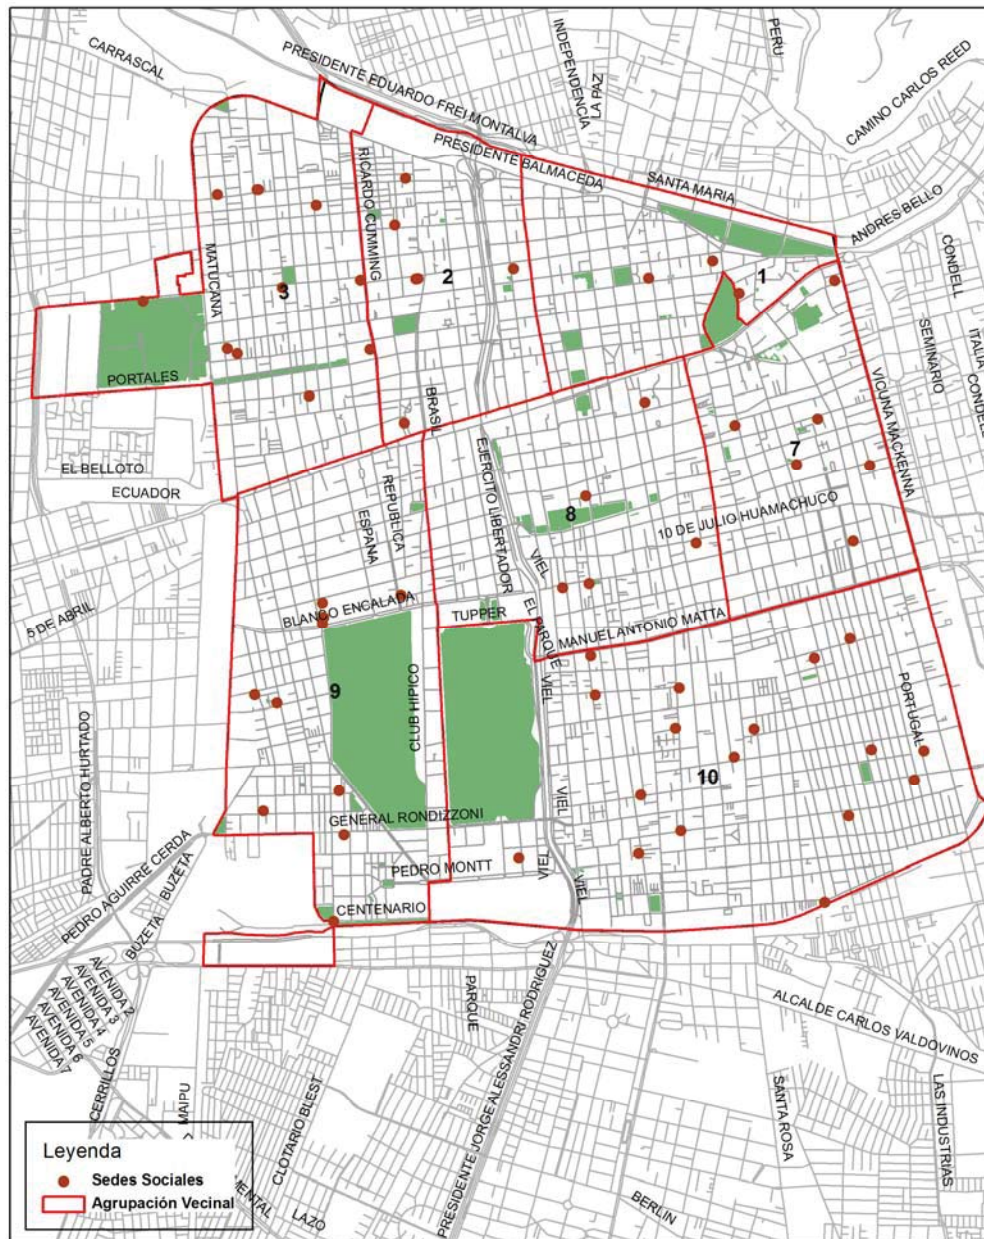 CARRASCAL
PRESIDENTE EDUARDO FREI MONTALVA
INDEPENDENCIA
LA PAZ
PERU
CAMINO CARLOS REED
PRESIDENTE BALMACEDA
RICARDO CUMMING
SANTA MARIA
ANDRES BELLO
MATUCANA
3
2
1
CONDELL
SEMINARIO
ITALIA
CONDELL
PORTALES
BRASIL
VICUNA MACKENNA
EL BELLOTO
ECUADOR
REPUBLICA
ESPAÑA
EJERCITO LIBERTADOR
7
8
10 DE JULIO HUAMACHUCO
VIEL
5 DE ABRIL
BLANCO ENCALADA
TUPPER
EL PARQUE
MANUEL ANTONIO MATTA
VIEL
9
CLUB HIPICO
PORTUGAL
PADRE ALBERTO HURTADO
10
VIEL
GENERAL RONDIZZONI
PEDRO AGUIRRE CERDA
BUZETA
PEDRO MONTT
VIEL
VIEL
CENTENARIO
BUZETA
AVENIDA 2
AVENIDA 3
AVENIDA 4
AVENIDA 5
AVENIDA 6
AVENIDA 7
PARQUE
PRESIDENTE JORGE ALESSANDRI RODRIGUEZ
ALCALDE CARLOS VALDOVINOS
CERRILLOS
MAIPU
CLOTARIO BLEST
SANTA ROSA
LAS INDUSTRIAS
MENTAL
LAZO
BERLIN
Leyenda
Sedes Sociales
Agrupación Vecinal